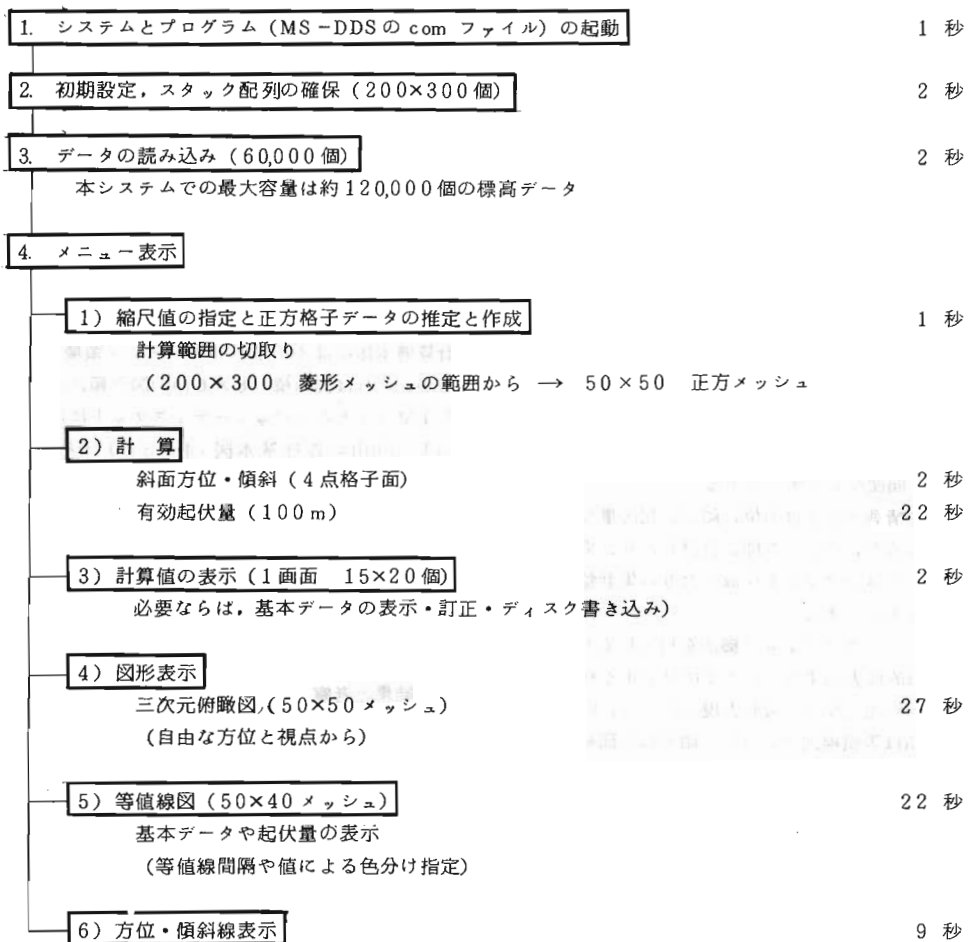 1. システムとプログラム（MS-DDSの com ファイル）の起動 1 秒
2. 初期設定，スタック配列の確保（200×300個） 2 秒
3. データの読み込み（60,000個） 2 秒
本システムでの最大容量は約120,000個の標高データ
4. メニュー表示
1）縮尺値の指定と正方格子データの推定と作成 1 秒
計算範囲の切取り
（200×300 菱形メッシュの範囲から → 50×50 正方メッシュ
2）計 算
斜面方位・傾斜（4点格子面） 2 秒
有効起伏量（100m） 22 秒
3）計算値の表示（1画面 15×20個） 2 秒
必要ならば，基本データの表示・訂正・ディスク書き込み）
4）図形表示
三次元俯瞰図，（50×50メッシュ） 27 秒
（自由な方位と視点から）
5）等値線図（50×40メッシュ） 22 秒
基本データや起伏量の表示
（等値線間隔や値による色分け指定）
6）方位・傾斜線表示 9 秒